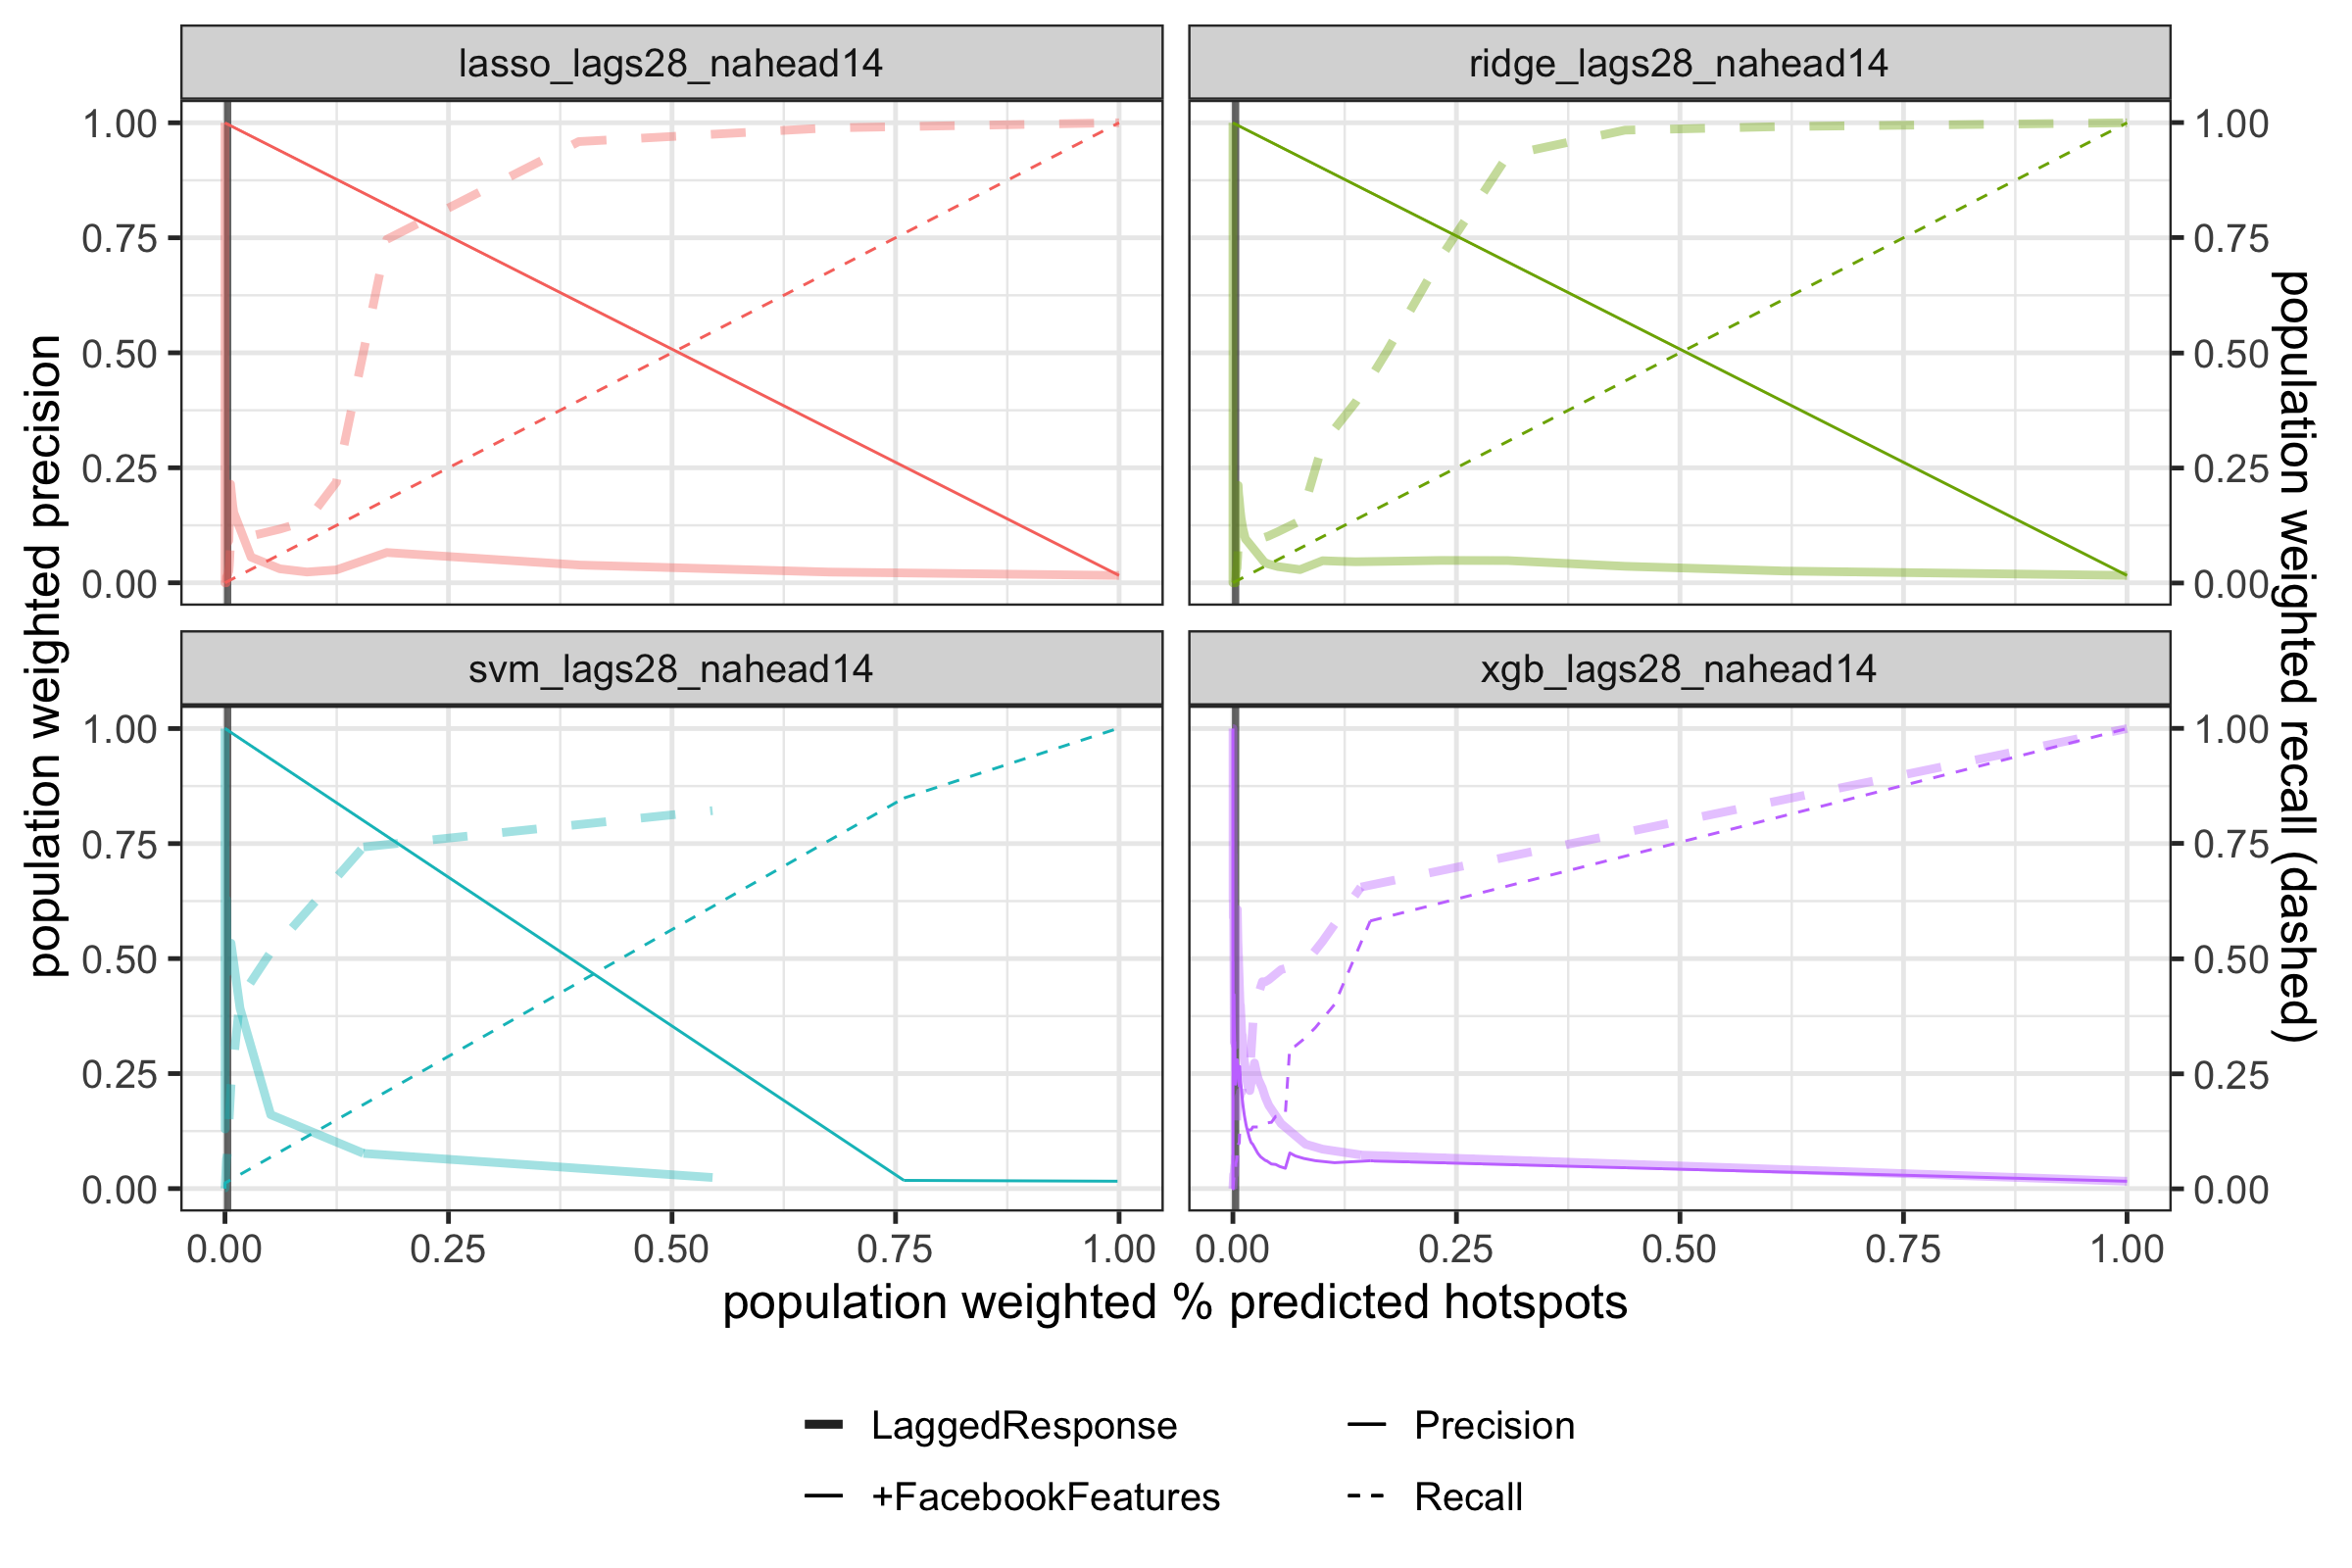 lasso_lags28_nahead14
ridge_lags28_nahead14
1.00
0.75
0.50
0.25
0.00
1.00
0.75
0.50
0.25
0.00
svm_lags28_nahead14
xgb_lags28_nahead14
1.00
0.75
0.50
0.25
0.00
1.00
0.75
0.50
0.25
0.00
population weighted precision
population weighted recall (dashed)
0.00 0.25 0.50 0.75 1.00
0.00 0.25 0.50 0.75 1.00
population weighted % predicted hotspots
LaggedResponse
+FacebookFeatures
Precision
Recall